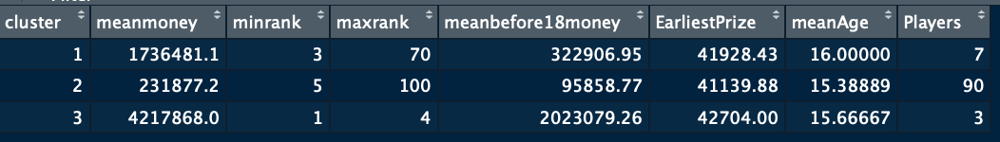 cluster meanmoney minrank maxrank meanbefore18money EarliestPrize meanAge Players
1 1736481.1 3 70 322906.95 41928.43 16.00000 7
2 231877.2 5 100 95858.77 41139.88 15.38889 90
3 4217868.0 1 4 2023079.26 42704.00 15.66667 3